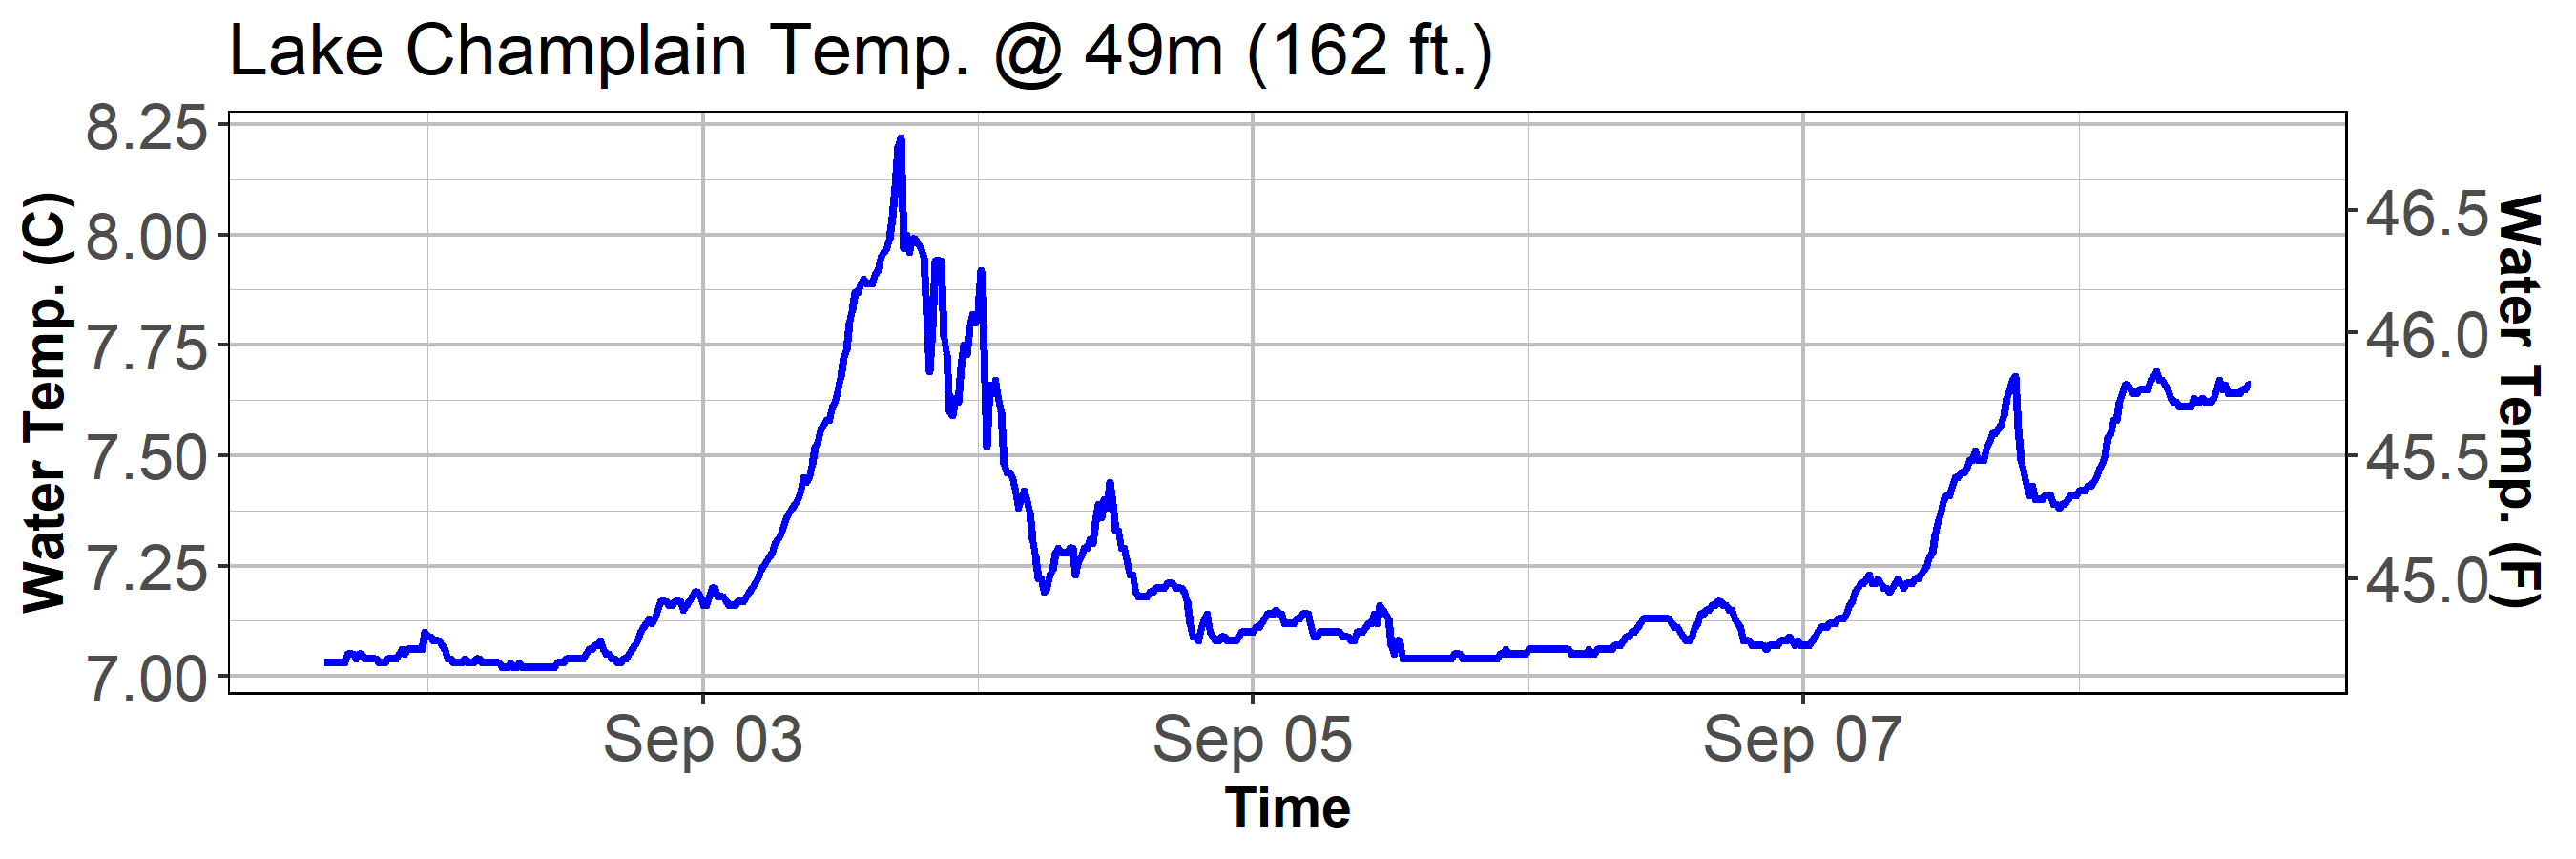 Lake Champlain Temp. @ 49m (162 ft.)
Water Temp. (C)
8.25
8.00
7.75
7.50
7.25
7.00
46.5
46.0
45.5
45.0
Water Temp. (F)
Sep 03
Sep 05
Sep 07
Time